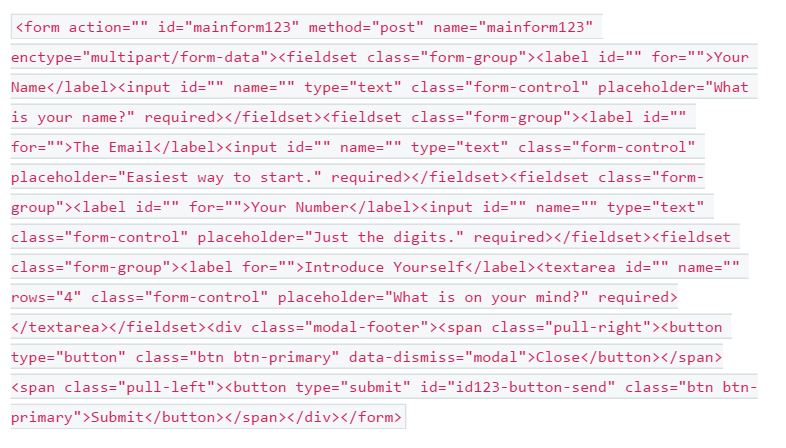 <form action="" id="mainform123" method="post" name="mainform123"
enctype="multipart/form-data"><fieldset class="form-group"><label id="" for="">Your
Name</label><input id="" name="" type="text" class="form-control" placeholder="What
is your name?" required></fieldset><fieldset class="form-group"><label id=""
for="">The Email</label><input id="" name="" type="text" class="form-control"
placeholder="Easiest way to start." required></fieldset><fieldset class="form-
group"><label id="" for="">Your Number</label><input id="" name="" type="text"
class="form-control" placeholder="Just the digits." required></fieldset><fieldset
class="form-group"><label for="">Introduce Yourself</label><textarea id="" name=""
rows="4" class="form-control" placeholder="What is on your mind?" required>
</textarea></fieldset><div class="modal-footer"><span class="pull-right"><button
type="button" class="btn btn-primary" data-dismiss="modal">Close</button></span>
<span class="pull-left"><button type="submit" id="id123-button-send" class="btn btn-
primary">Submit</button></span></div></form>